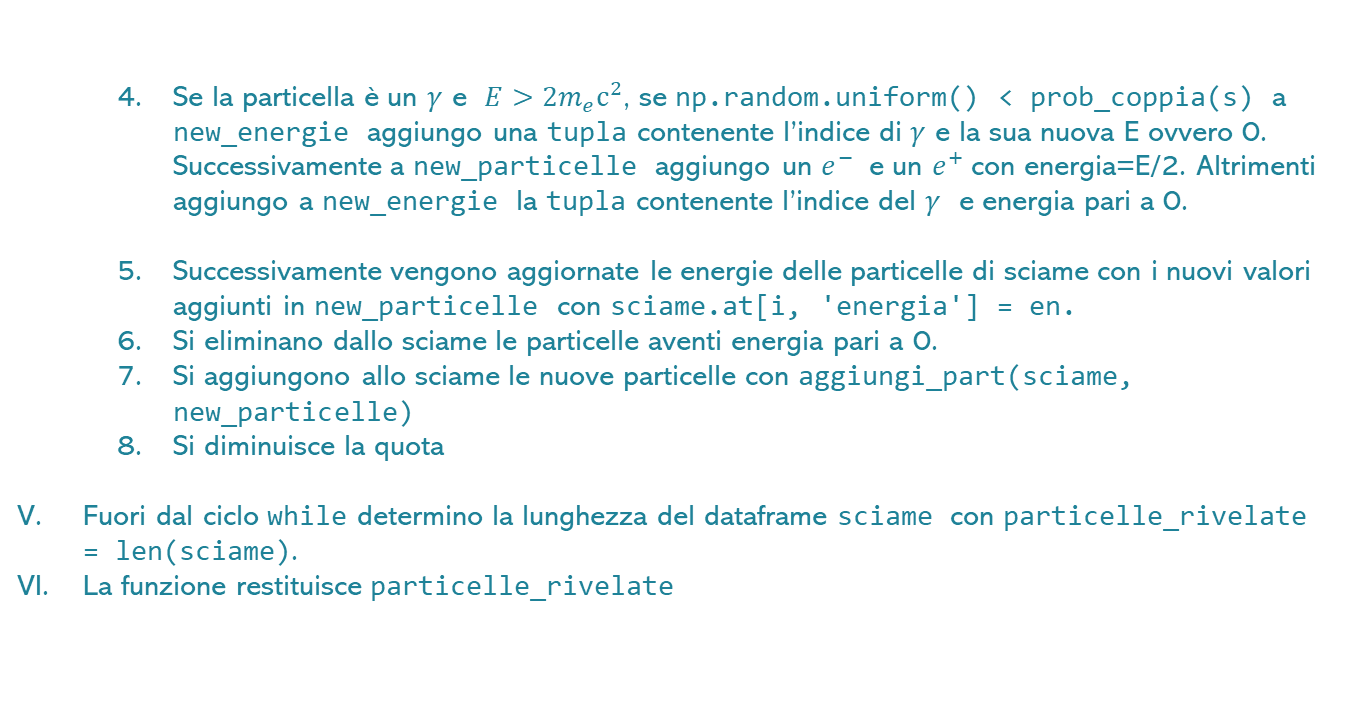 4. Se la particella è un γ e E > 2mₑc², se np.random.uniform() < prob_coppia(s) a
new_energie aggiungo una tupla contenente l’indice di γ e la sua nuova E ovvero 0.
Successivamente a new_particelle aggiungo un e⁻ e un e⁺ con energia=E/2. Altrimenti
aggiungo a new_energie la tupla contenente l’indice del γ e energia pari a 0.
5. Successivamente vengono aggiornate le energie delle particelle di sciame con i nuovi valori
aggiunti in new_particelle con sciame.at[i, 'energia'] = en.
6. Si eliminano dallo sciame le particelle aventi energia pari a 0.
7. Si aggiungono allo sciame le nuove particelle con aggiungi_part(sciame,
new_particelle)
8. Si diminuisce la quota
V. Fuori dal ciclo while determino la lunghezza del dataframe sciame con particelle_rivelate
= len(sciame).
VI. La funzione restituisce particelle_rivelate